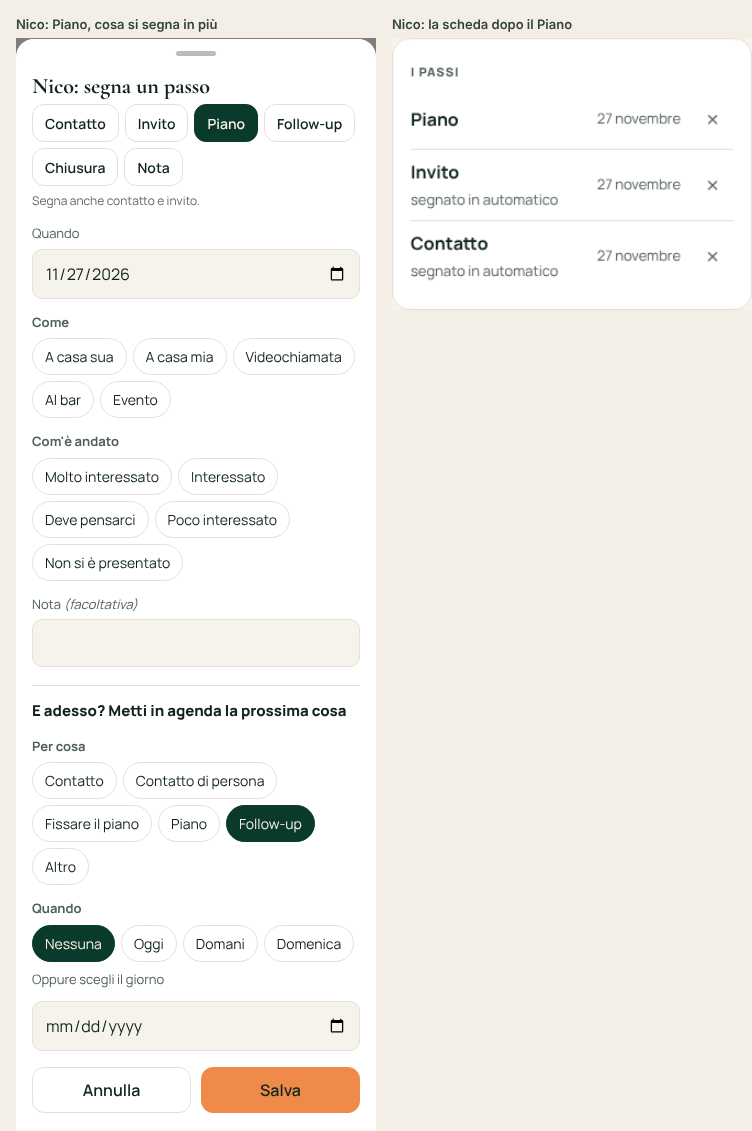 Nico: Piano, cosa si segna in più
Nico: segna un passo
Contatto Invito Piano Follow-up
Chiusura Nota
Segna anche contatto e invito.
Quando
11/27/2026
Come
A casa sua A casa mia Videochiamata
Al bar Evento
Com'è andato
Molto interessato Interessato
Deve pensarci Poco interessato
Non si è presentato
Nota (facoltativa)
E adesso? Metti in agenda la prossima cosa
Per cosa
Contatto Contatto di persona
Fissare il piano Piano Follow-up
Altro
Quando
Nessuna Oggi Domani Domenica
Oppure scegli il giorno
mm/dd/yyyy
Annulla Salva
Nico: la scheda dopo il Piano
I PASSI
Piano 27 novembre ×
Invito 27 novembre ×
segnato in automatico
Contatto 27 novembre ×
segnato in automatico